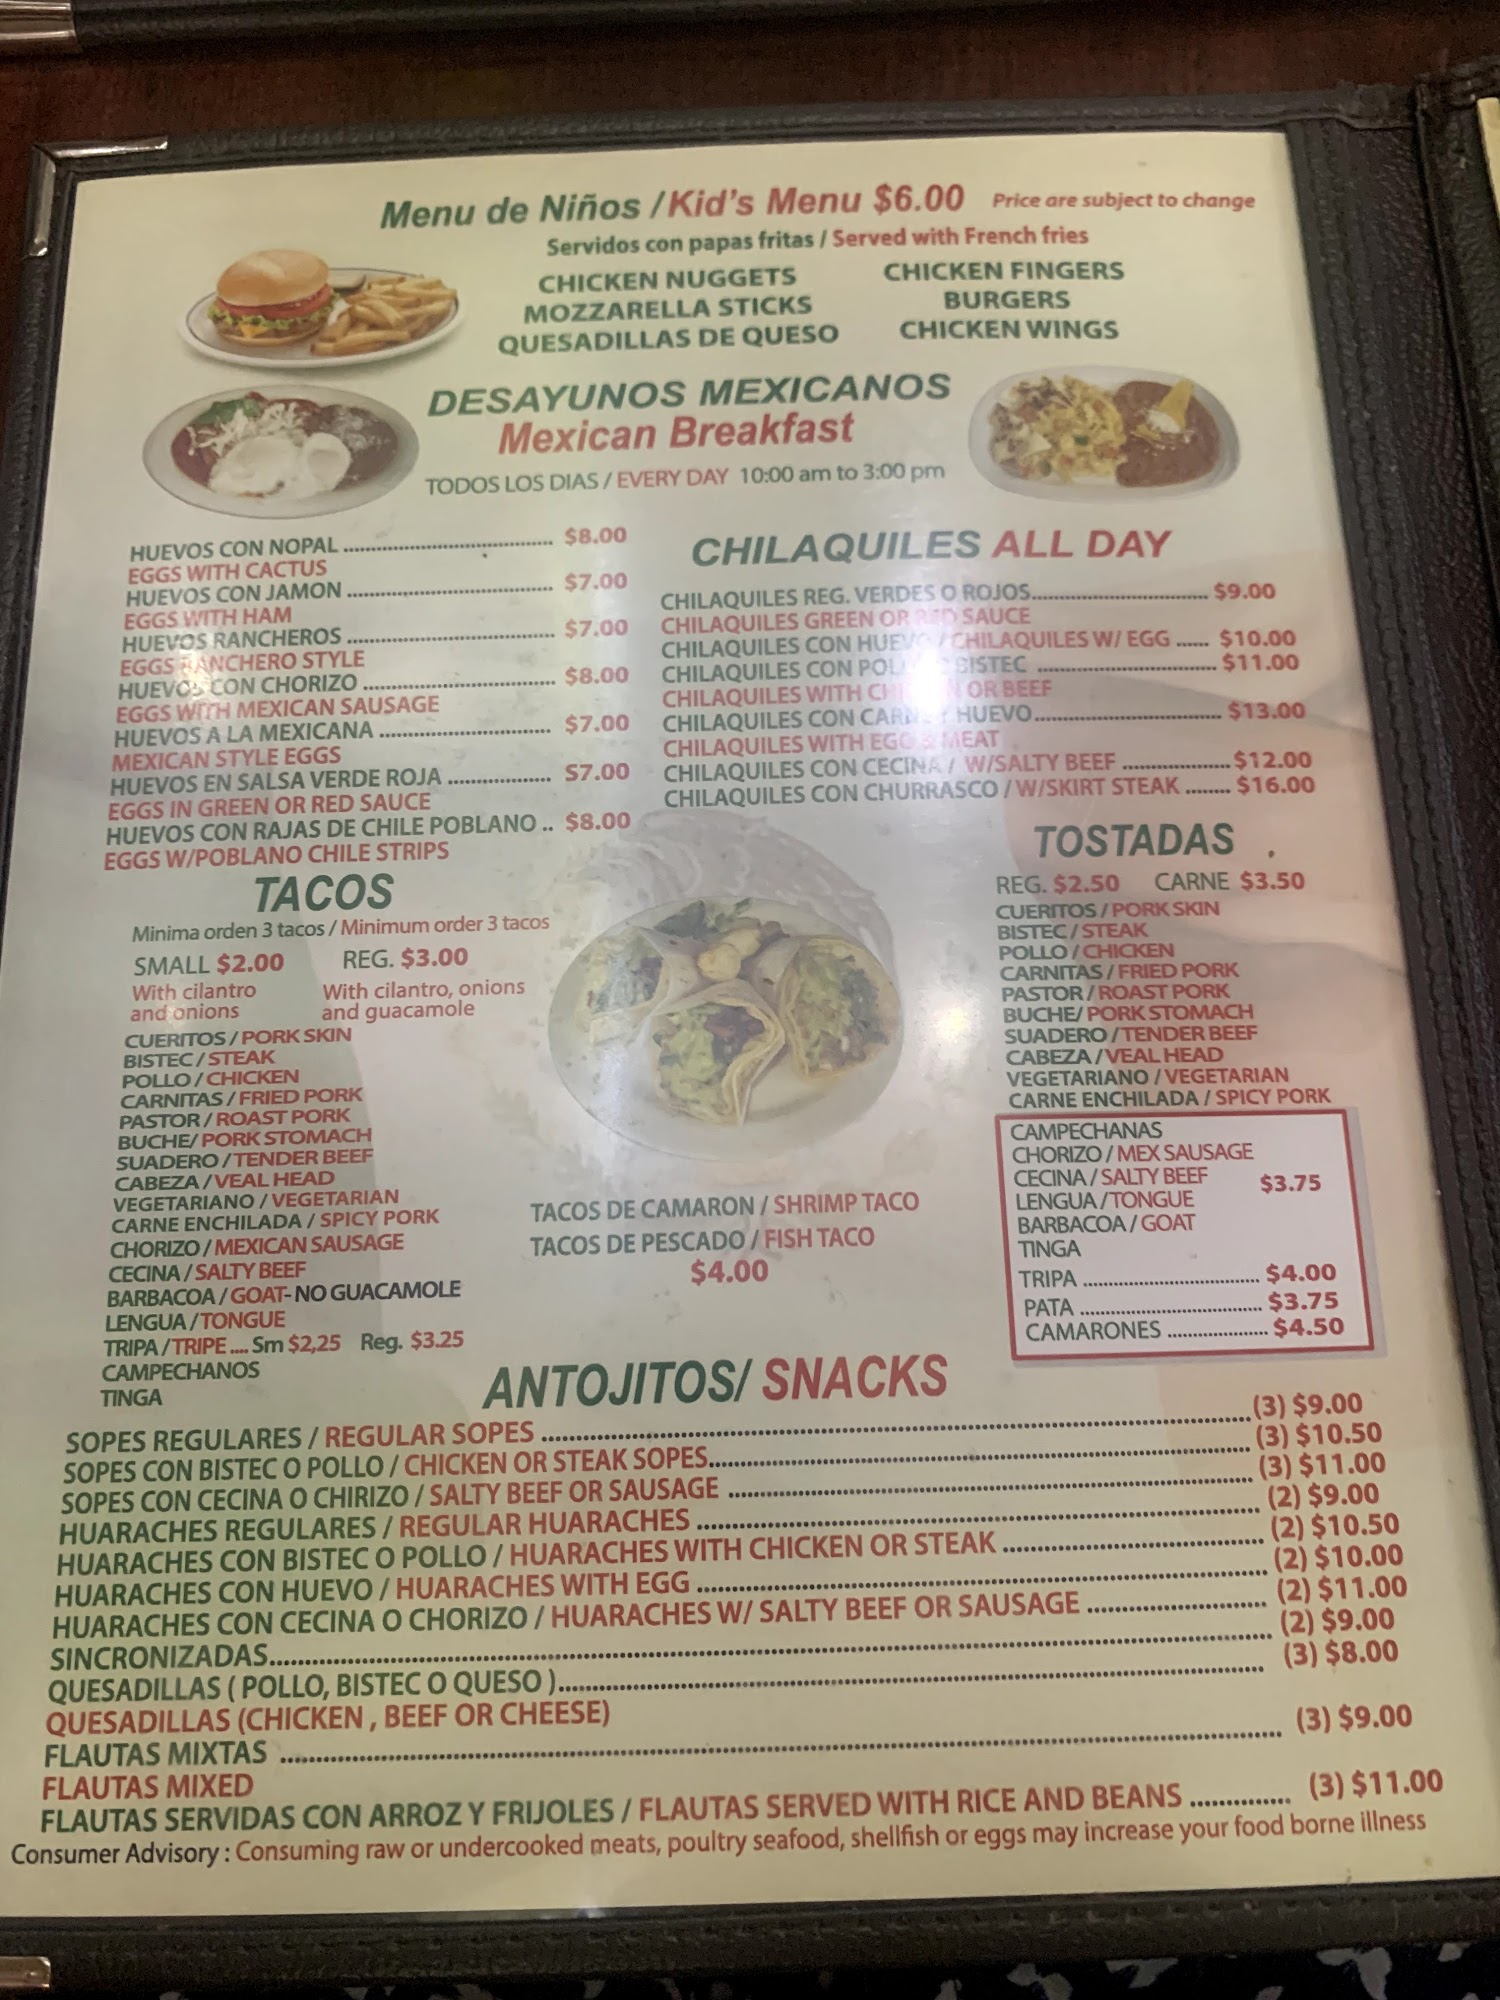 Menu de Niños / Kid's Menu $6.00 Price are subject to change
Servidos con papas fritas / Served with French fries
CHICKEN NUGGETS CHICKEN FINGERS
MOZZARELLA STICKS BURGERS
QUESADILLAS DE QUESO CHICKEN WINGS
DESAYUNOS MEXICANOS
Mexican Breakfast
TODOS LOS DIAS / EVERY DAY 10:00 am to 3:00 pm
HUEVOS CON NOPAL ........ $8.00
EGGS WITH CACTUS
HUEVOS CON JAMON ........ $7.00
EGGS WITH HAM
HUEVOS RANCHEROS ........ $7.00
EGGS RANCHERO STYLE
HUEVOS CON CHORIZO ........ $8.00
EGGS WITH MEXICAN SAUSAGE
HUEVOS A LA MEXICANA ........ $7.00
MEXICAN STYLE EGGS
HUEVOS EN SALSA VERDE ROJA ........ S7.00
EGGS IN GREEN OR RED SAUCE
HUEVOS CON RAJAS DE CHILE POBLANO .. $8.00
EGGS W/POBLANO CHILE STRIPS
CHILAQUILES ALL DAY
CHILAQUILES REG. VERDES O ROJOS........ $9.00
CHILAQUILES GREEN OR RED SAUCE
CHILAQUILES CON HUEVO / CHILAQUILES W/ EGG ...... $10.00
CHILAQUILES CON POLLO BISTEC ........ $11.00
CHILAQUILES WITH CHICKEN OR BEEF
CHILAQUILES CON CARNE Y HUEVO........ $13.00
CHILAQUILES WITH EGG & MEAT
CHILAQUILES CON CECINA / W/SALTY BEEF ........ $12.00
CHILAQUILES CON CHURRASCO / W/SKIRT STEAK ........ $16.00
TACOS
Minima orden 3 tacos / Minimum order 3 tacos
SMALL $2.00 REG. $3.00
With cilantro With cilantro, onions
and onions and guacamole
CUERITOS / PORK SKIN
BISTEC / STEAK
POLLO / CHICKEN
CARNITAS / FRIED PORK
PASTOR / ROAST PORK
BUCHE/ PORK STOMACH
SUADERO / TENDER BEEF
CABEZA / VEAL HEAD
VEGETARIANO / VEGETARIAN
CARNE ENCHILADA / SPICY PORK
CHORIZO / MEXICAN SAUSAGE
CECINA / SALTY BEEF
BARBACOA / GOAT- NO GUACAMOLE
LENGUA / TONGUE
TRIPA / TRIPE .... Sm $2,25 Reg. $3.25
CAMPECHANOS
TINGA
TACOS DE CAMARON / SHRIMP TACO
TACOS DE PESCADO / FISH TACO
$4.00
TOSTADAS
REG. $2.50 CARNE $3.50
CUERITOS / PORK SKIN
BISTEC / STEAK
POLLO / CHICKEN
CARNITAS / FRIED PORK
PASTOR / ROAST PORK
BUCHE/ PORK STOMACH
SUADERO / TENDER BEEF
CABEZA / VEAL HEAD
VEGETARIANO / VEGETARIAN
CARNE ENCHILADA / SPICY PORK
CAMPECHANAS
CHORIZO / MEX SAUSAGE
CECINA / SALTY BEEF $3.75
LENGUA / TONGUE
BARBACOA / GOAT
TINGA
TRIPA ........ $4.00
PATA ........ $3.75
CAMARONES ........ $4.50
ANTOJITOS/ SNACKS
SOPES REGULARES / REGULAR SOPES ........ (3) $9.00
SOPES CON BISTEC O POLLO / CHICKEN OR STEAK SOPES........ (3) $10.50
SOPES CON CECINA O CHIRIZO / SALTY BEEF OR SAUSAGE ........ (3) $11.00
HUARACHES REGULARES / REGULAR HUARACHES ........ (2) $9.00
HUARACHES CON BISTEC O POLLO / HUARACHES WITH CHICKEN OR STEAK ........ (2) $10.50
HUARACHES CON HUEVO / HUARACHES WITH EGG ........ (2) $10.00
HUARACHES CON CECINA O CHORIZO / HUARACHES W/ SALTY BEEF OR SAUSAGE ........ (2) $11.00
SINCRONIZADAS........ (2) $9.00
QUESADILLAS ( POLLO, BISTEC O QUESO )........ (3) $8.00
QUESADILLAS (CHICKEN , BEEF OR CHEESE)
FLAUTAS MIXTAS ........ (3) $9.00
FLAUTAS MIXED
FLAUTAS SERVIDAS CON ARROZ Y FRIJOLES / FLAUTAS SERVED WITH RICE AND BEANS ........ (3) $11.00
Consumer Advisory : Consuming raw or undercooked meats, poultry seafood, shellfish or eggs may increase your food borne illness